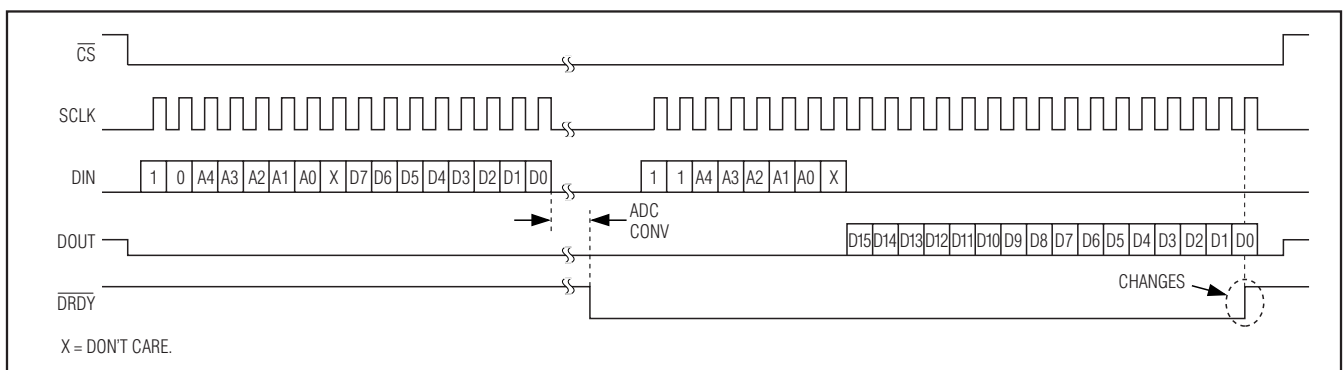 CS
SCLK
DIN 1 0 A4 A3 A2 A1 A0 X D7 D6 D5 D4 D3 D2 D1 D0 1 1 A4 A3 A2 A1 A0 X
ADC
CONV
DOUT D15 D14 D13 D12 D11 D10 D9 D8 D7 D6 D5 D4 D3 D2 D1 D0
CHANGES
DRDY
X = DON'T CARE.